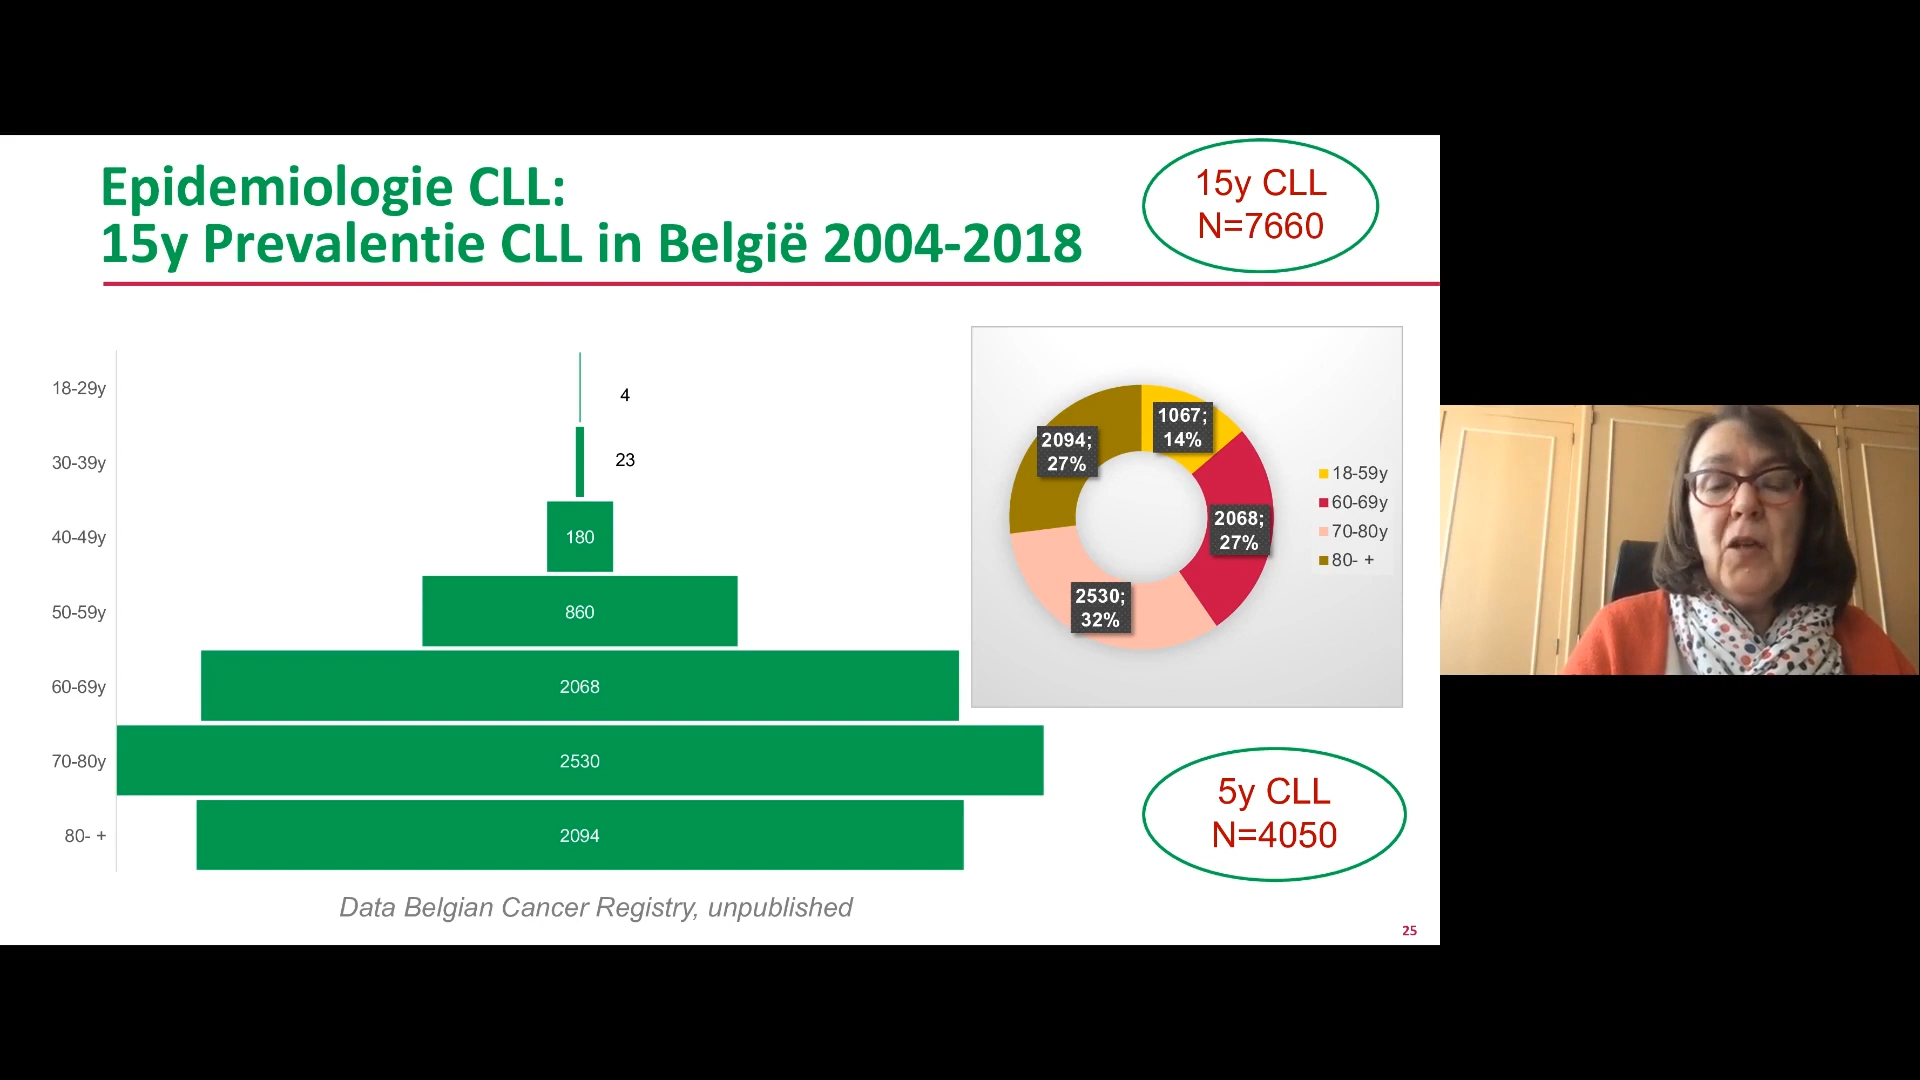 Epidemiologie CLL:
15y Prevalentie CLL in België 2004-2018
15y CLL
N=7660
18-29y
4
30-39y
23
40-49y
180
50-59y
860
60-69y
2068
70-80y
2530
80- +
2094
1067;
14%
2068;
27%
2530;
32%
2094;
27%
18-59y
60-69y
70-80y
80- +
5y CLL
N=4050
Data Belgian Cancer Registry, unpublished
25